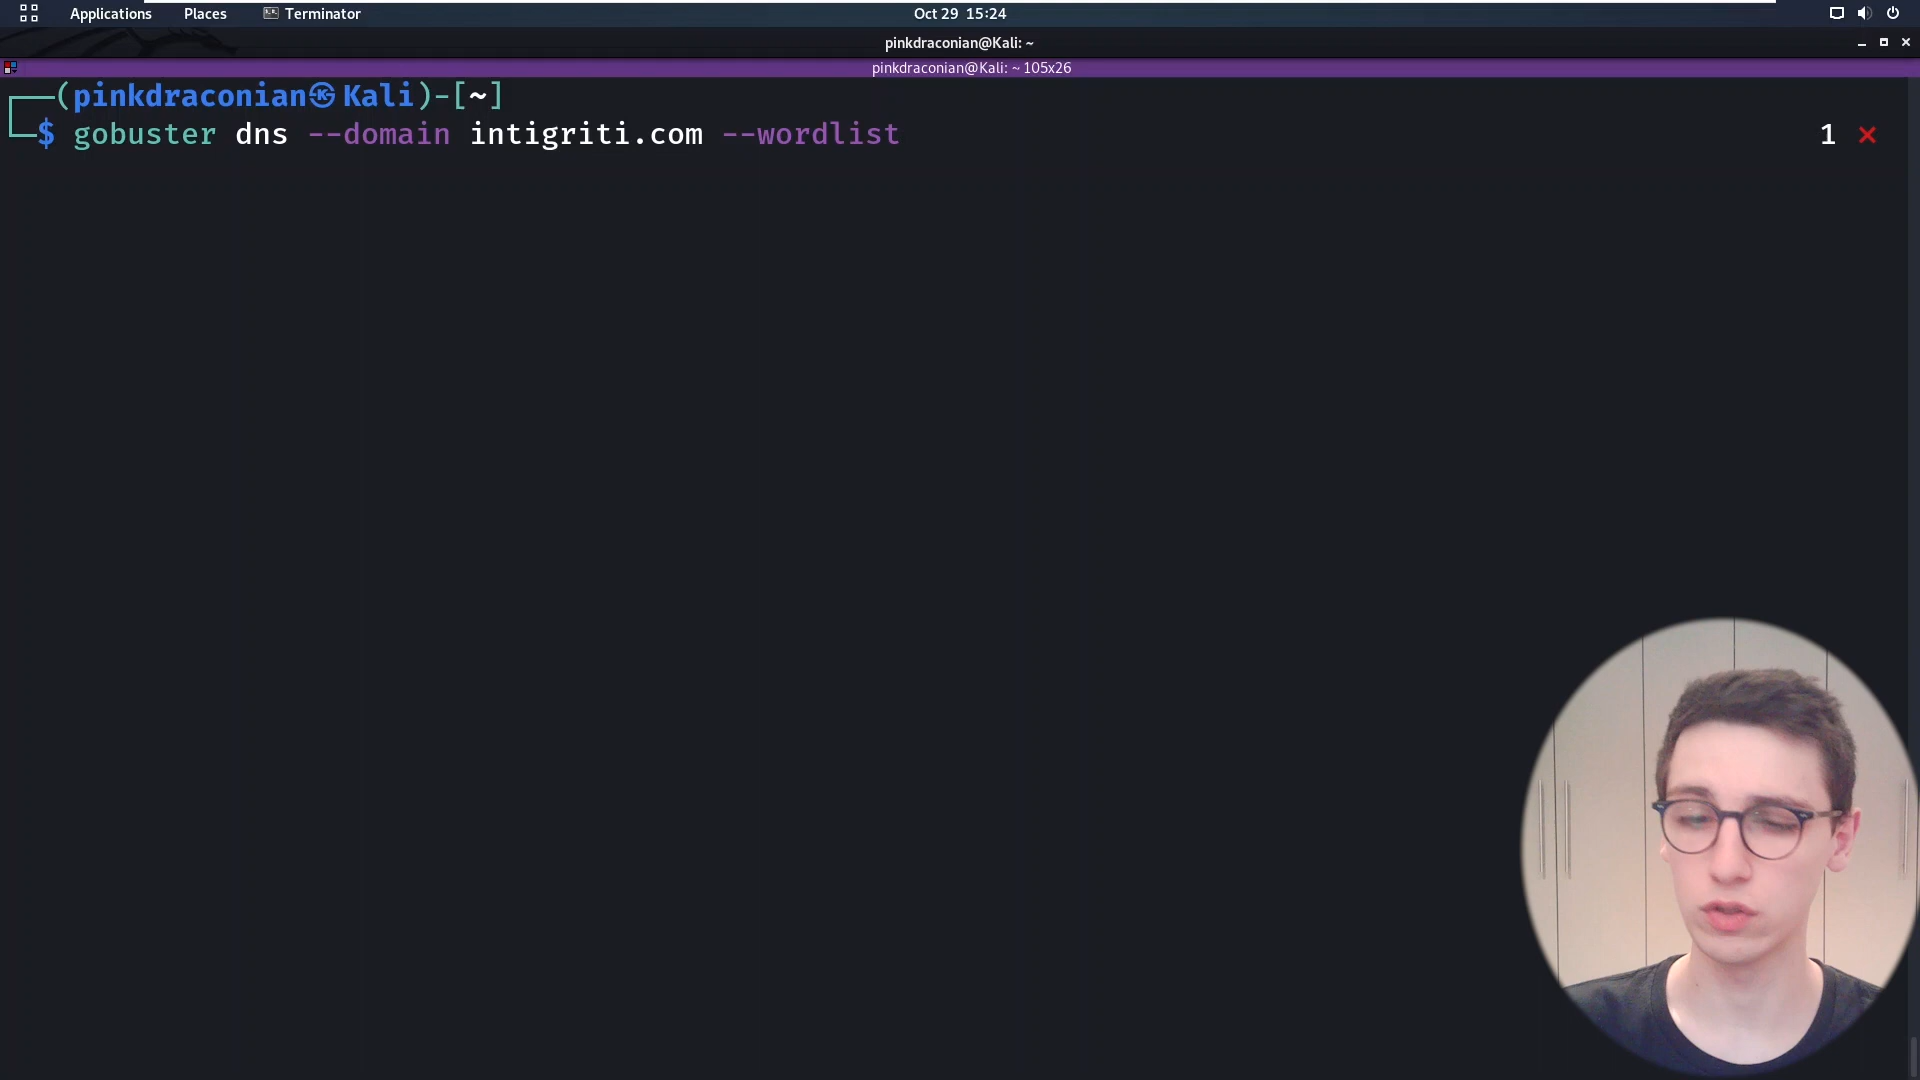 Applications Places Terminator Oct 29 15:24
pinkdraconian@Kali: ~
pinkdraconian@Kali: ~ 105x26
(pinkdraconian㉿Kali)-[~]
$ gobuster dns --domain intigriti.com --wordlist 1 ✗